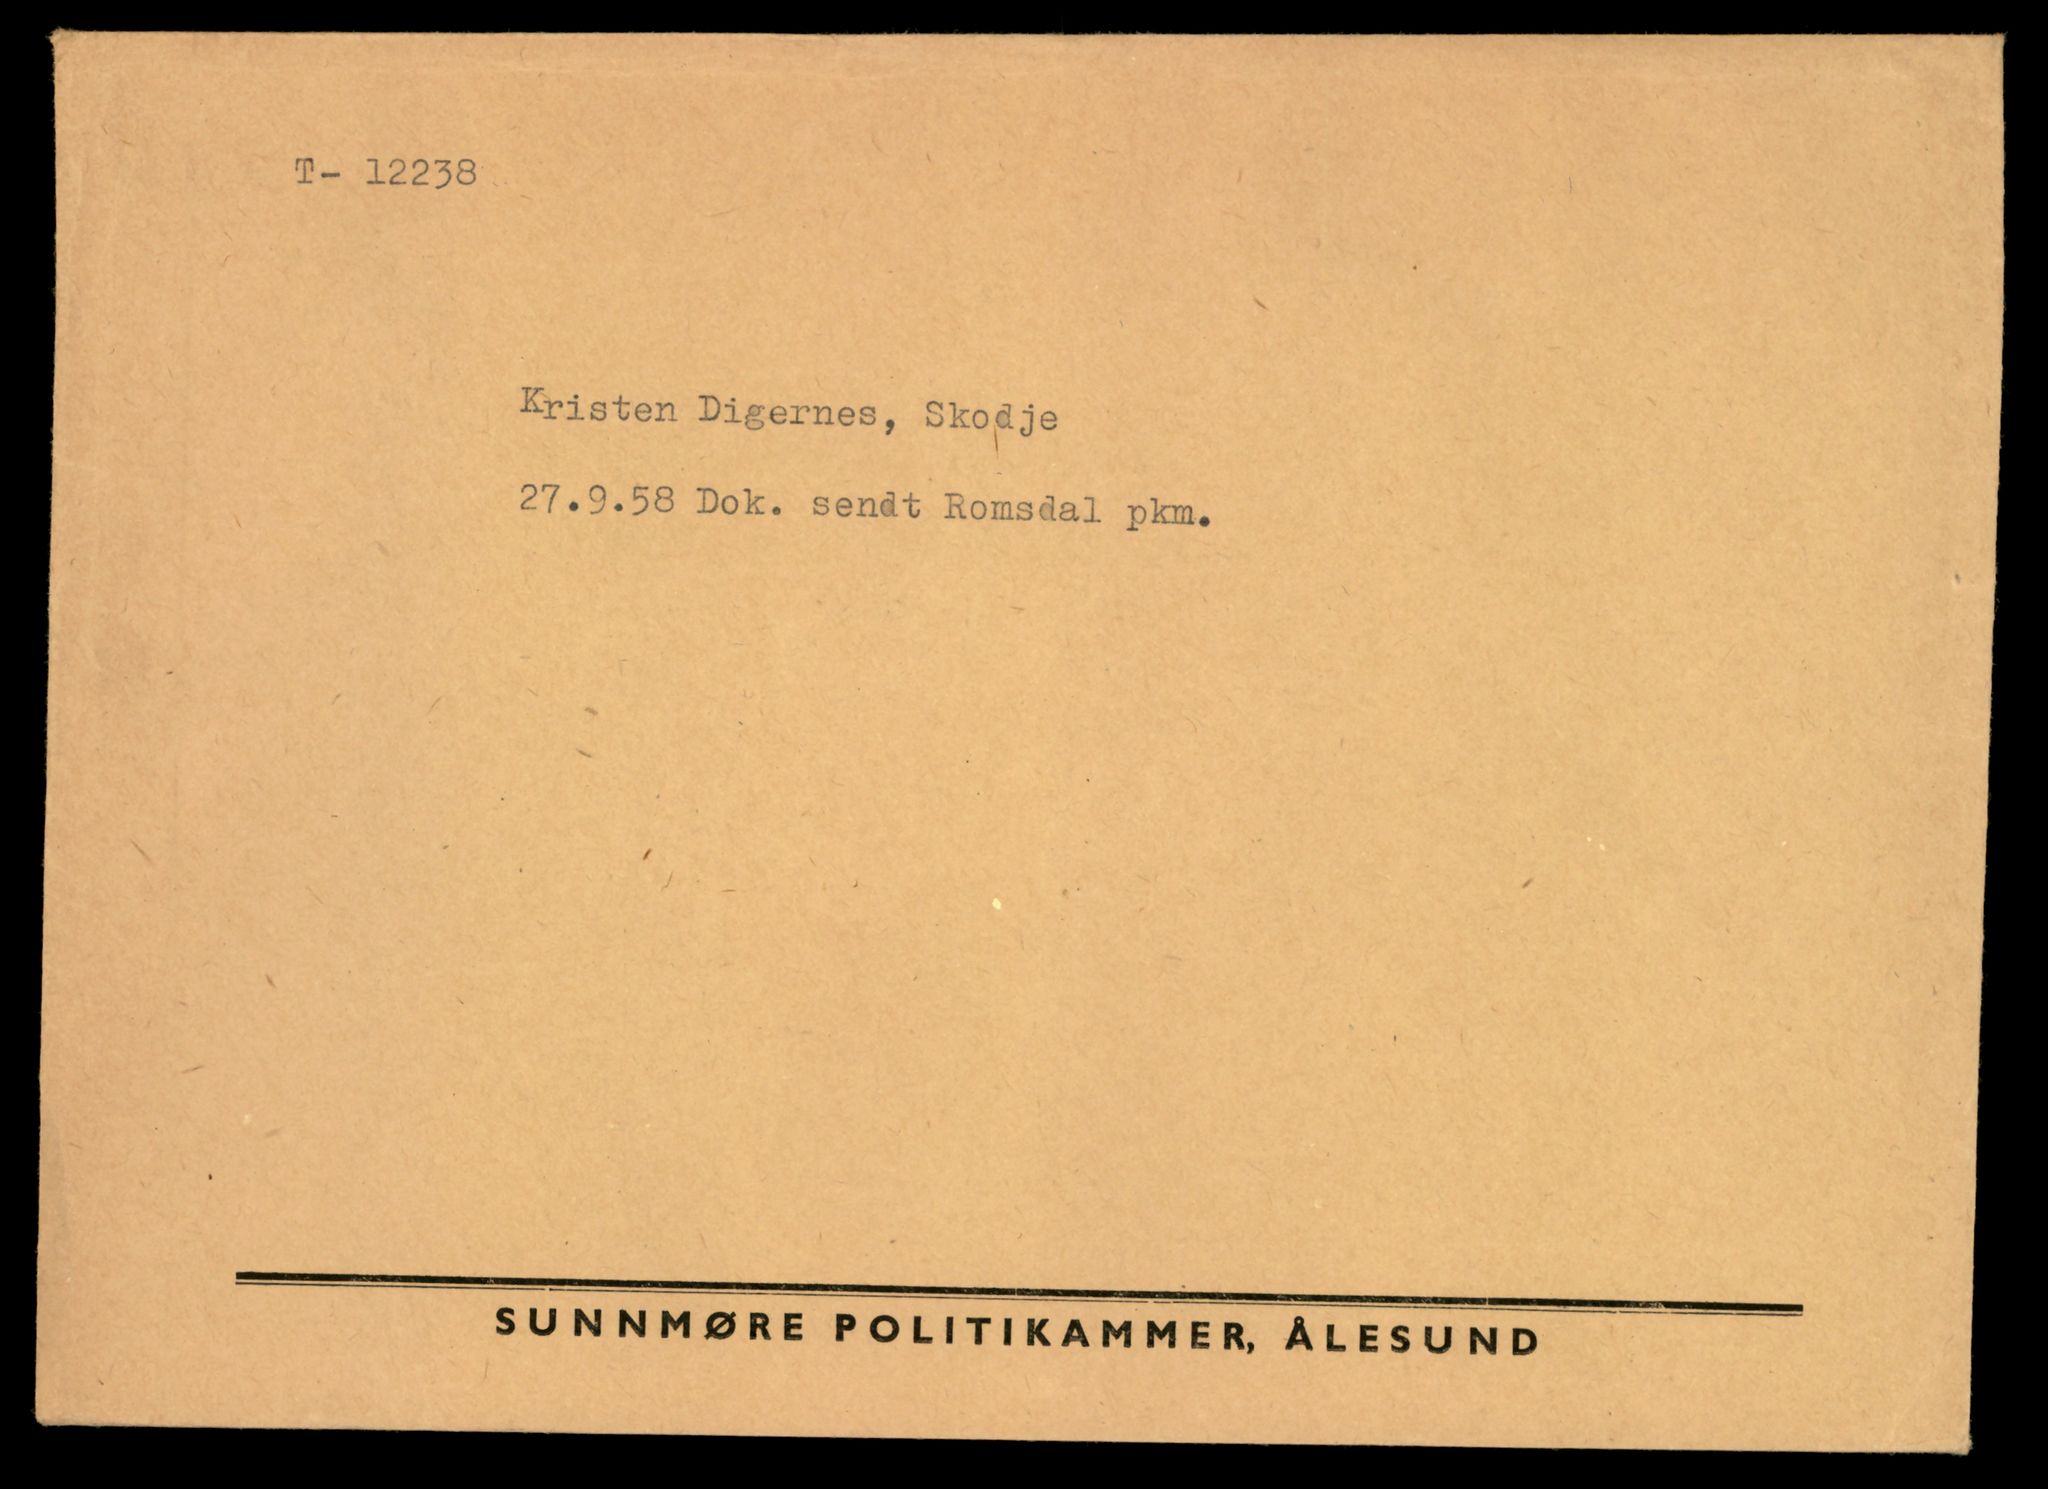 T- 12238
Kristen Digernes, Skodje
27.9.58 Dok. sendt Romsdal pkm.
SUNNMØRE POLITIKAMMER, ÅLESUND